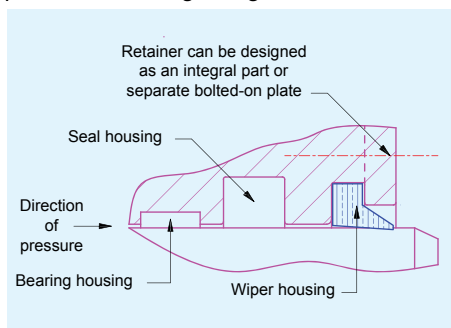 Retainer can be designed
as an integral part or
separate bolted-on plate
Seal housing
Direction
of
pressure
Bearing housing
Wiper housing